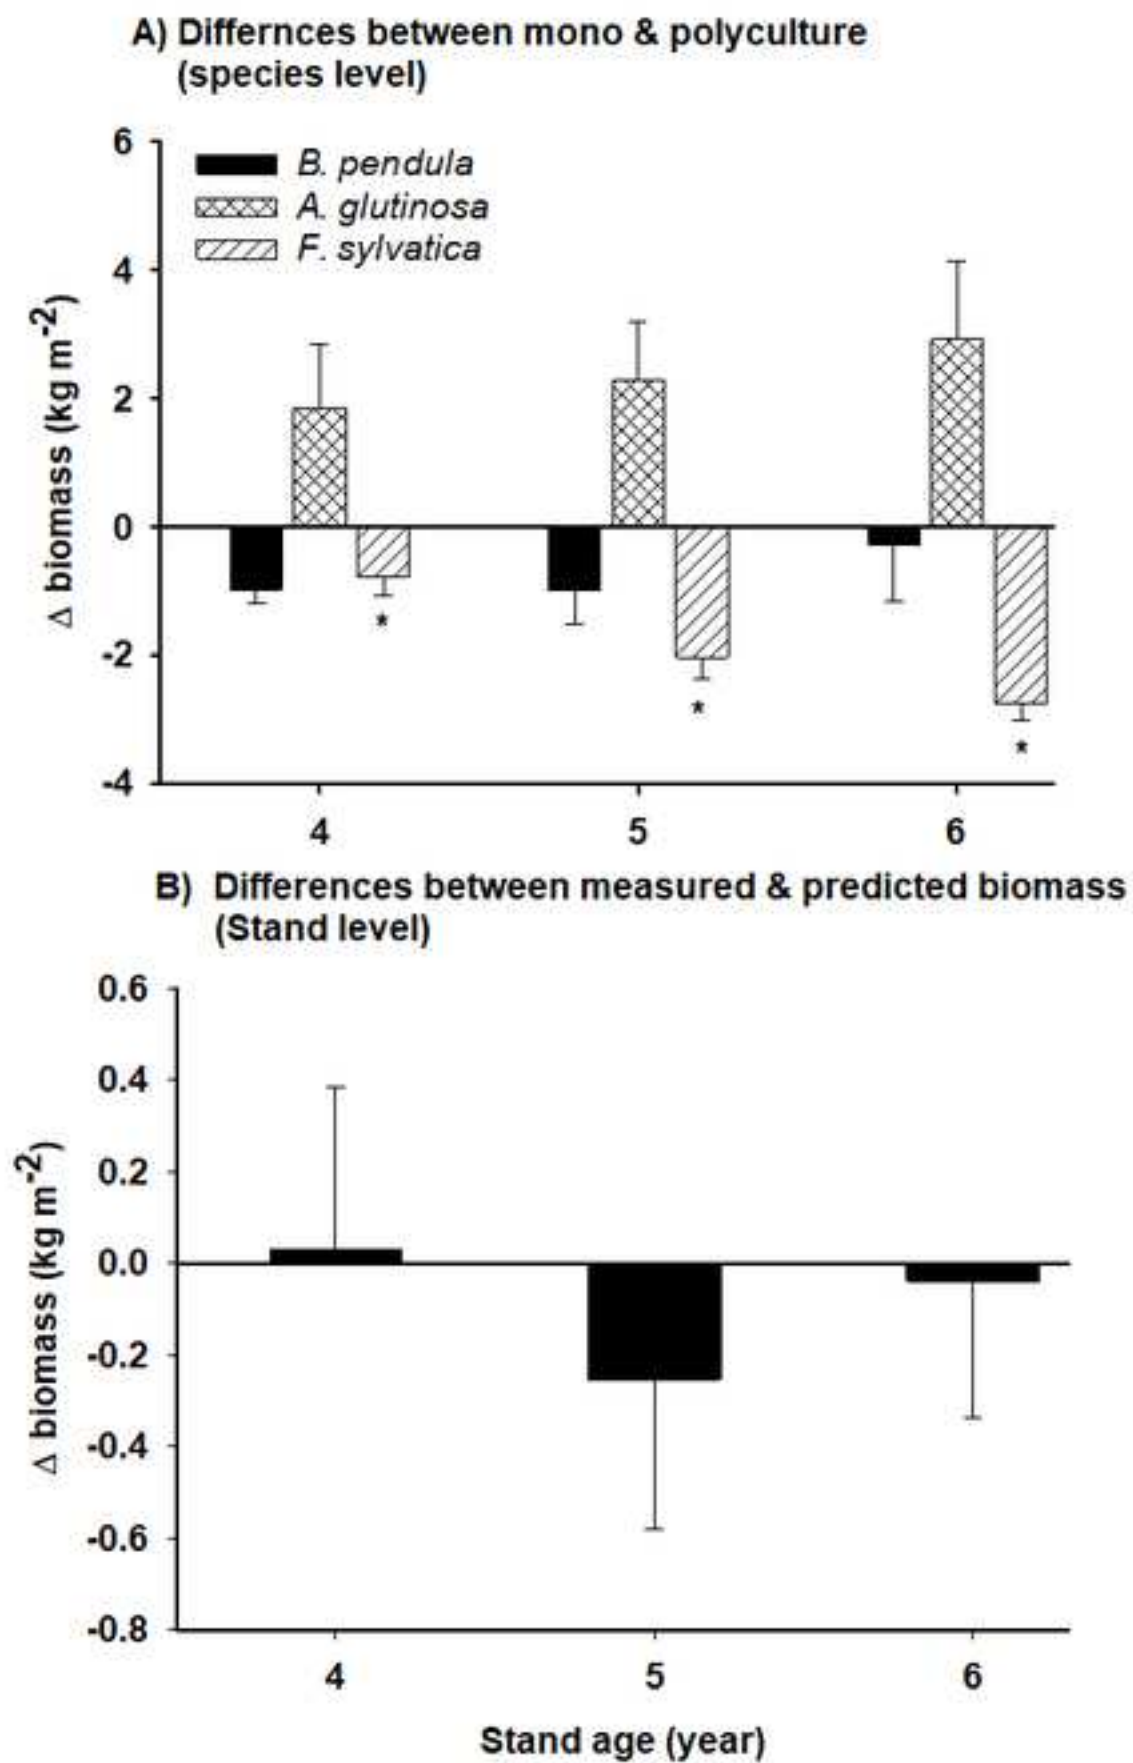 A) Differnces between mono & polyculture
(species level)
6
B. pendula
A. glutinosa
F. sylvatica
4
2
0
-2
-4
Δ biomass (kg m-2)
*
*
*
4 5 6
B) Differences between measured & predicted biomass
(Stand level)
0.6
0.4
0.2
0.0
-0.2
-0.4
-0.6
-0.8
Δ biomass (kg m-2)
4 5 6
Stand age (year)